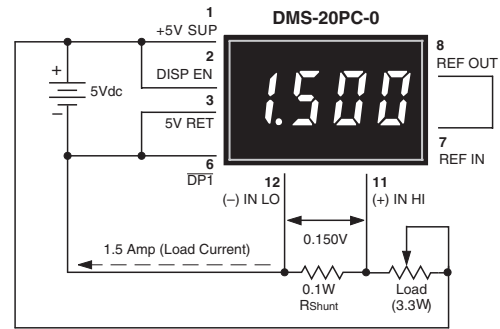 DMS-20PC-0
1
+5V SUP
2
DISP EN
3
5V RET
6
DP1
8
REF OUT
7
REF IN
+
5Vdc
–
1.500
12
(–) IN LO
11
(+) IN HI
0.150V
1.5 Amp (Load Current)
0.1W
RShunt
Load
(3.3W)